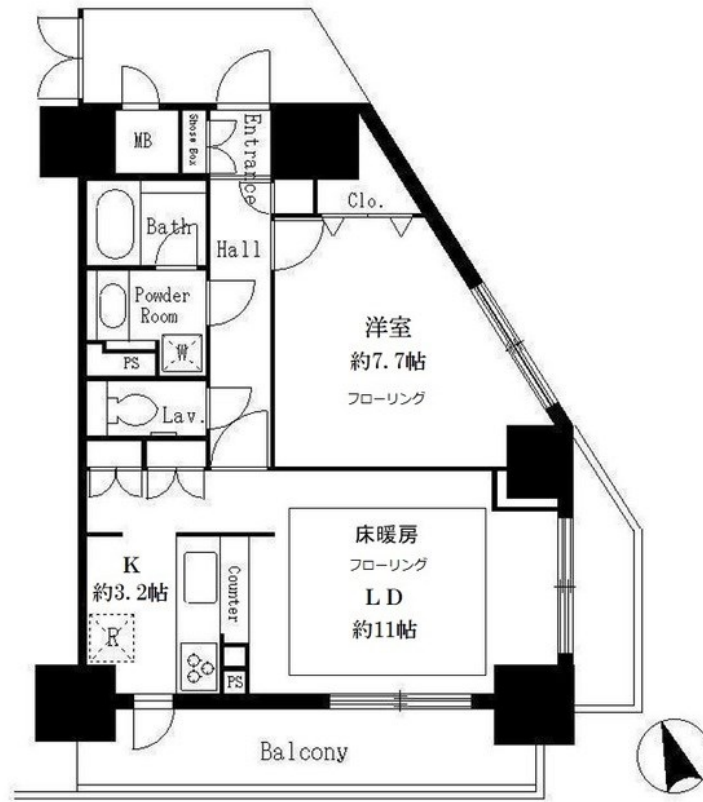 MB
Shose Box
Entrance
Clo.
Bath
Hall
Powder
Room
PS
W
洋室
約7.7帖
フローリング
Lav.
床暖房
フローリング
LD
約11帖
K
約3.2帖
Counter
R
PS
Balcony